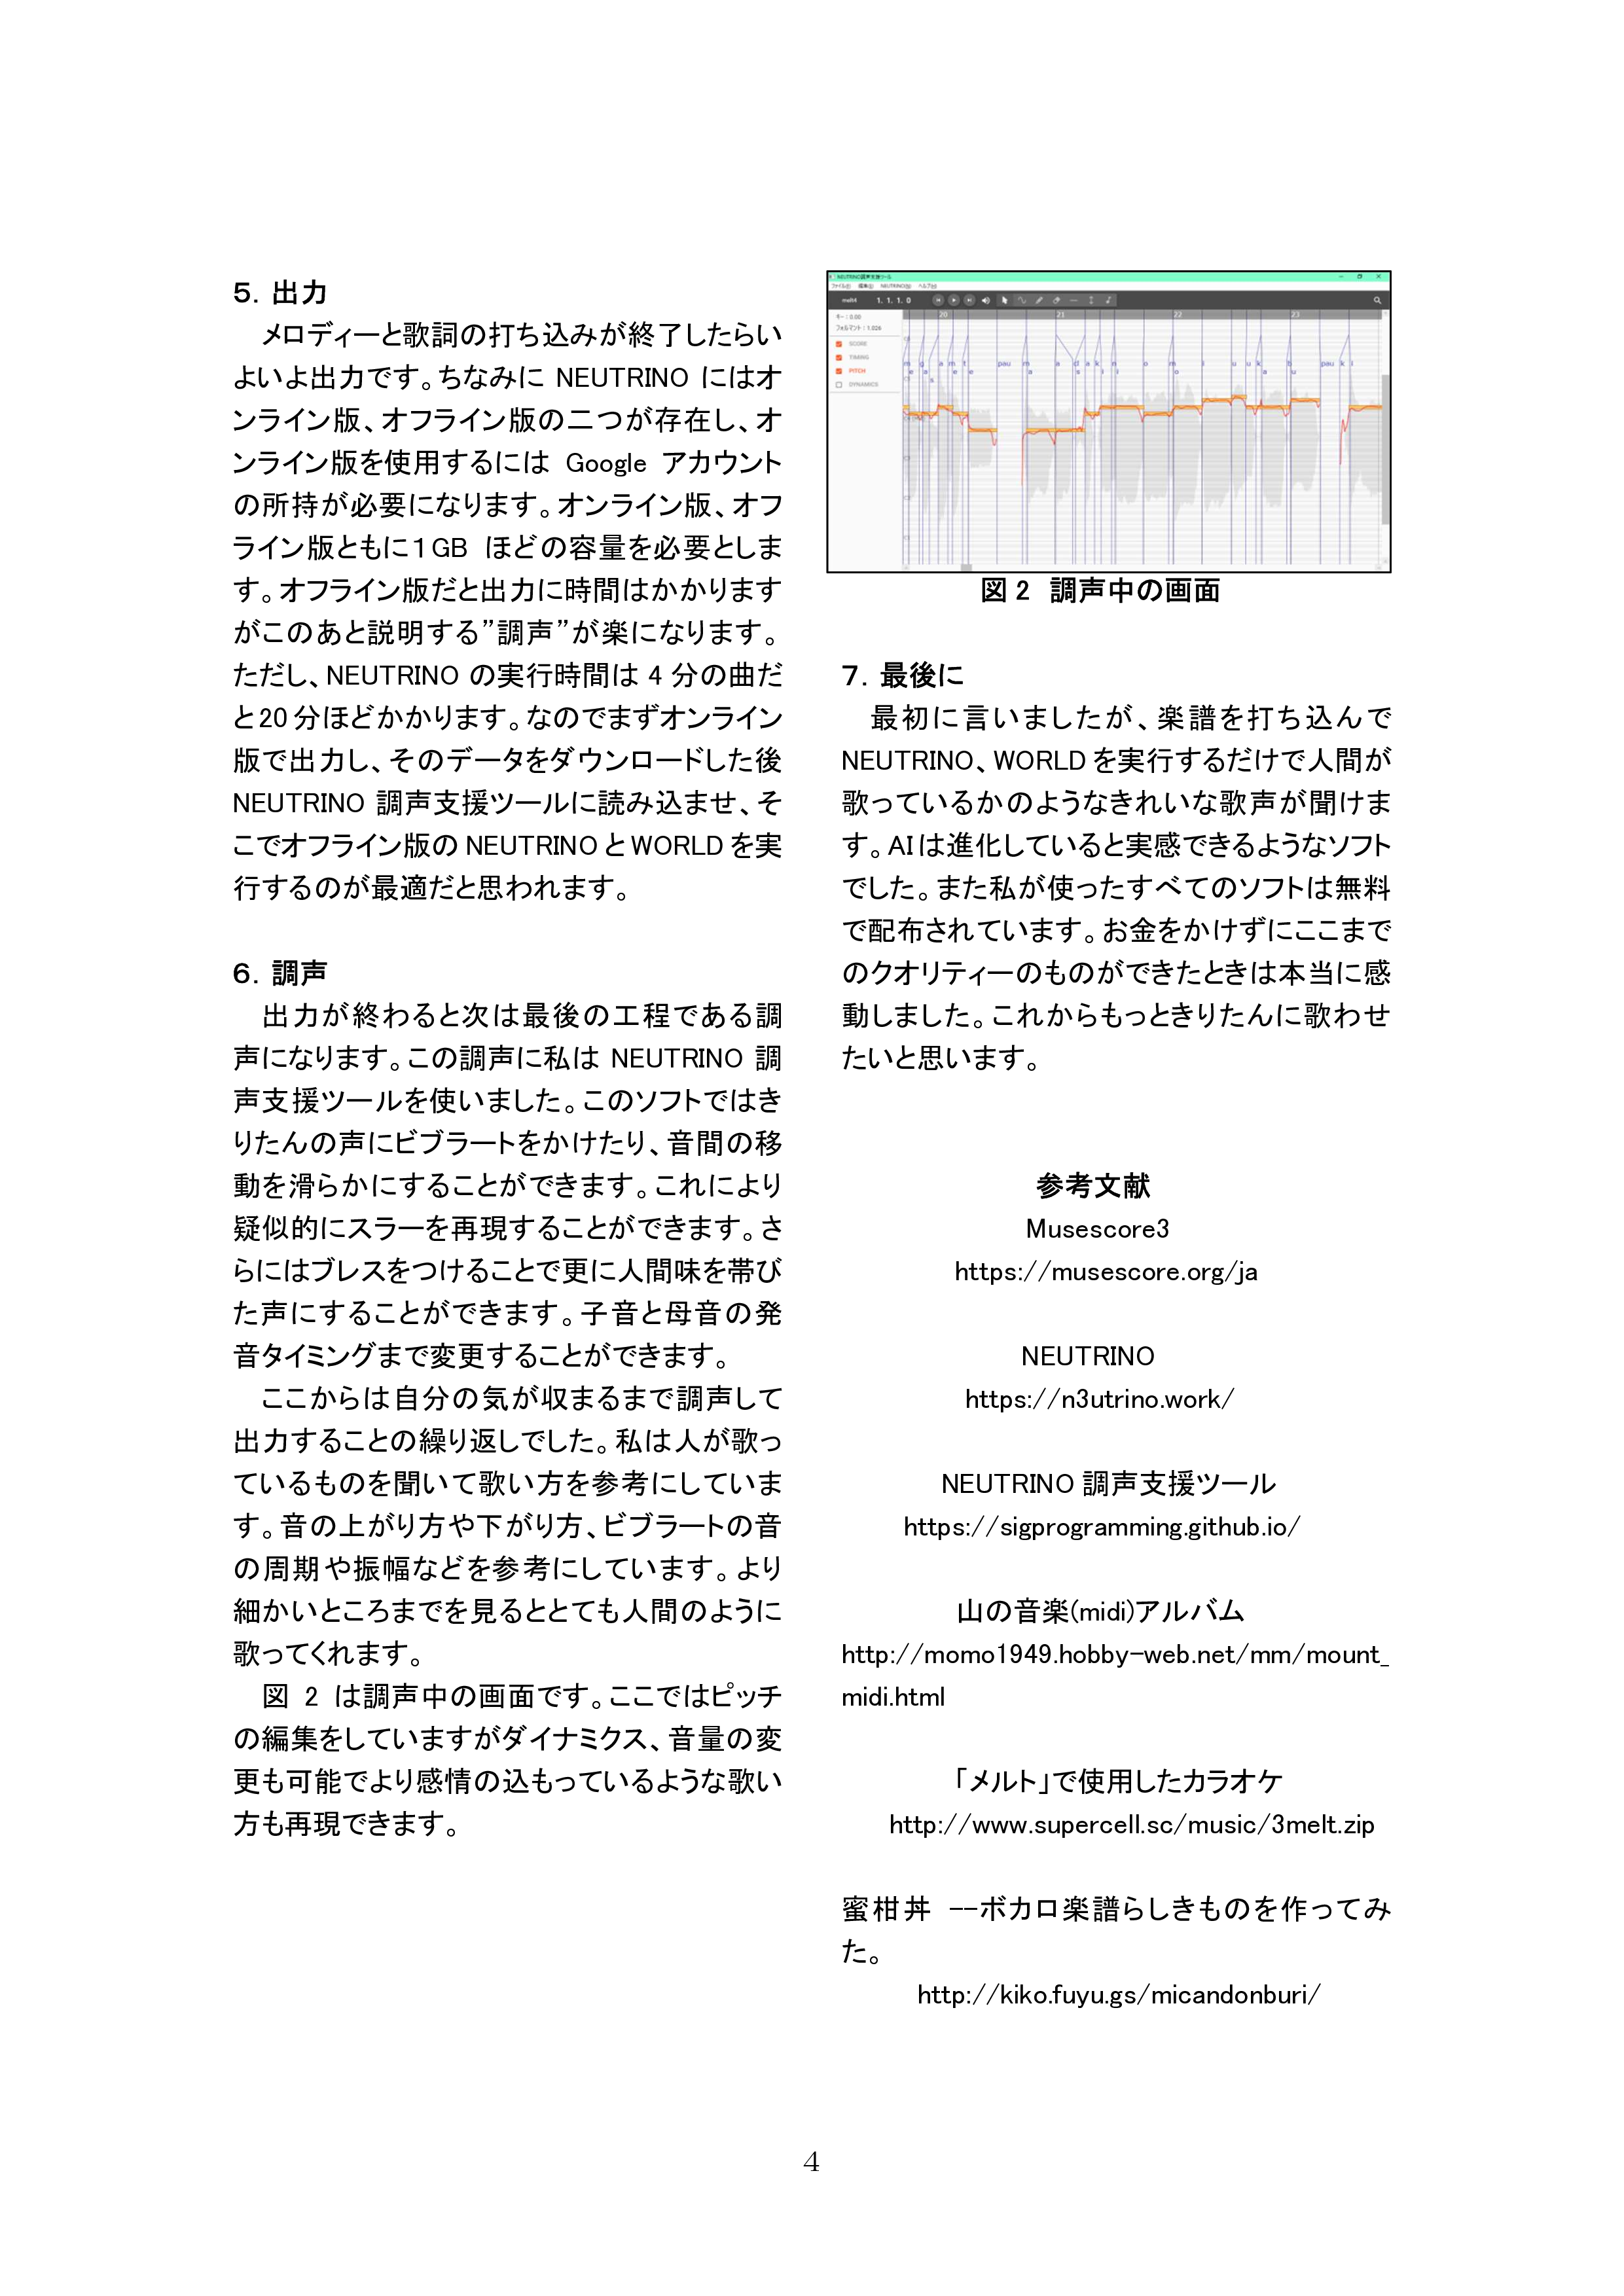 5. 出力
　メロディーと歌詞の打ち込みが終了したらい
よいよ出力です。ちなみに NEUTRINO にはオ
ンライン版、オフライン版の二つが存在し、オ
ンライン版を使用するには Google アカウント
の所持が必要になります。オンライン版、オフ
ライン版ともに1GB ほどの容量を必要としま
す。オフライン版だと出力に時間はかかります
がこのあと説明する”調声”が楽になります。
ただし、NEUTRINO の実行時間は 4 分の曲だ
と20分ほどかかります。なのでまずオンライン
版で出力し、そのデータをダウンロードした後
NEUTRINO 調声支援ツールに読み込ませ、そ
こでオフライン版の NEUTRINO と WORLD を実
行するのが最適だと思われます。
6. 調声
　出力が終わると次は最後の工程である調
声になります。この調声に私は NEUTRINO 調
声支援ツールを使いました。このソフトではき
りたんの声にビブラートをかけたり、音間の移
動を滑らかにすることができます。これにより
疑似的にスラーを再現することができます。さ
らにはブレスをつけることで更に人間味を帯び
た声にすることができます。子音と母音の発
音タイミングまで変更することができます。
　ここからは自分の気が収まるまで調声して
出力することの繰り返しでした。私は人が歌っ
ているものを聞いて歌い方を参考にしていま
す。音の上がり方や下がり方、ビブラートの音
の周期や振幅などを参考にしています。より
細かいところまでを見るととても人間のように
歌ってくれます。
　図 2 は調声中の画面です。ここではピッチ
の編集をしていますがダイナミクス、音量の変
更も可能でより感情の込もっているような歌い
方も再現できます。
NEUTRINO調声支援ツール
melt4 1. 1. 1. 0
20 21 22 23
SCORE
TIMING
PITCH
DYNAMICS
図 2 調声中の画面
7. 最後に
　最初に言いましたが、楽譜を打ち込んで
NEUTRINO、WORLD を実行するだけで人間が
歌っているかのようなきれいな歌声が聞けま
す。AI は進化していると実感できるようなソフト
でした。また私が使ったすべてのソフトは無料
で配布されています。お金をかけずにここまで
のクオリティーのものができたときは本当に感
動しました。これからもっときりたんに歌わせ
たいと思います。
参考文献
Musescore3
https://musescore.org/ja
NEUTRINO
https://n3utrino.work/
NEUTRINO 調声支援ツール
https://sigprogramming.github.io/
山の音楽(midi)アルバム
http://momo1949.hobby-web.net/mm/mount_
midi.html
「メルト」で使用したカラオケ
http://www.supercell.sc/music/3melt.zip
蜜柑丼 --ボカロ楽譜らしきものを作ってみ
た。
http://kiko.fuyu.gs/micandonburi/
4